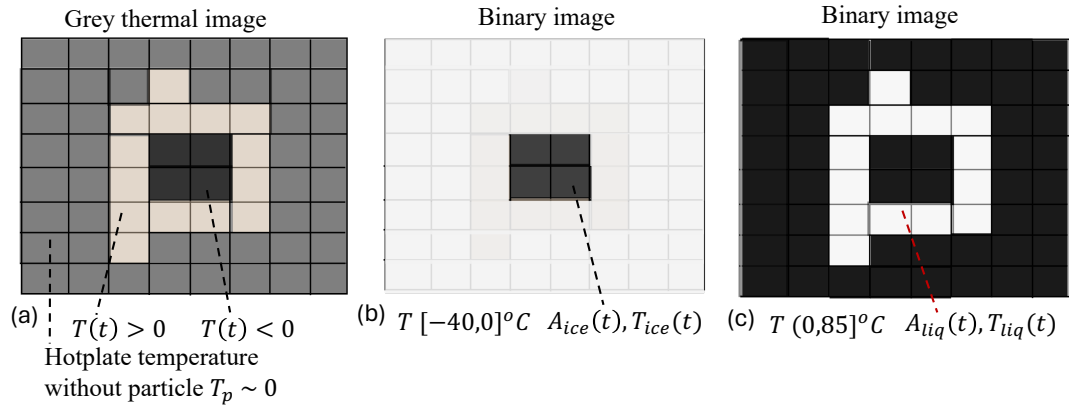 Grey thermal image
Binary image
Binary image
(a) T(t) > 0 T(t) < 0
(b) T [−40,0]°C A_ice(t), T_ice(t)
(c) T (0,85]°C A_liq(t), T_liq(t)
Hotplate temperature
without particle T_p ~ 0